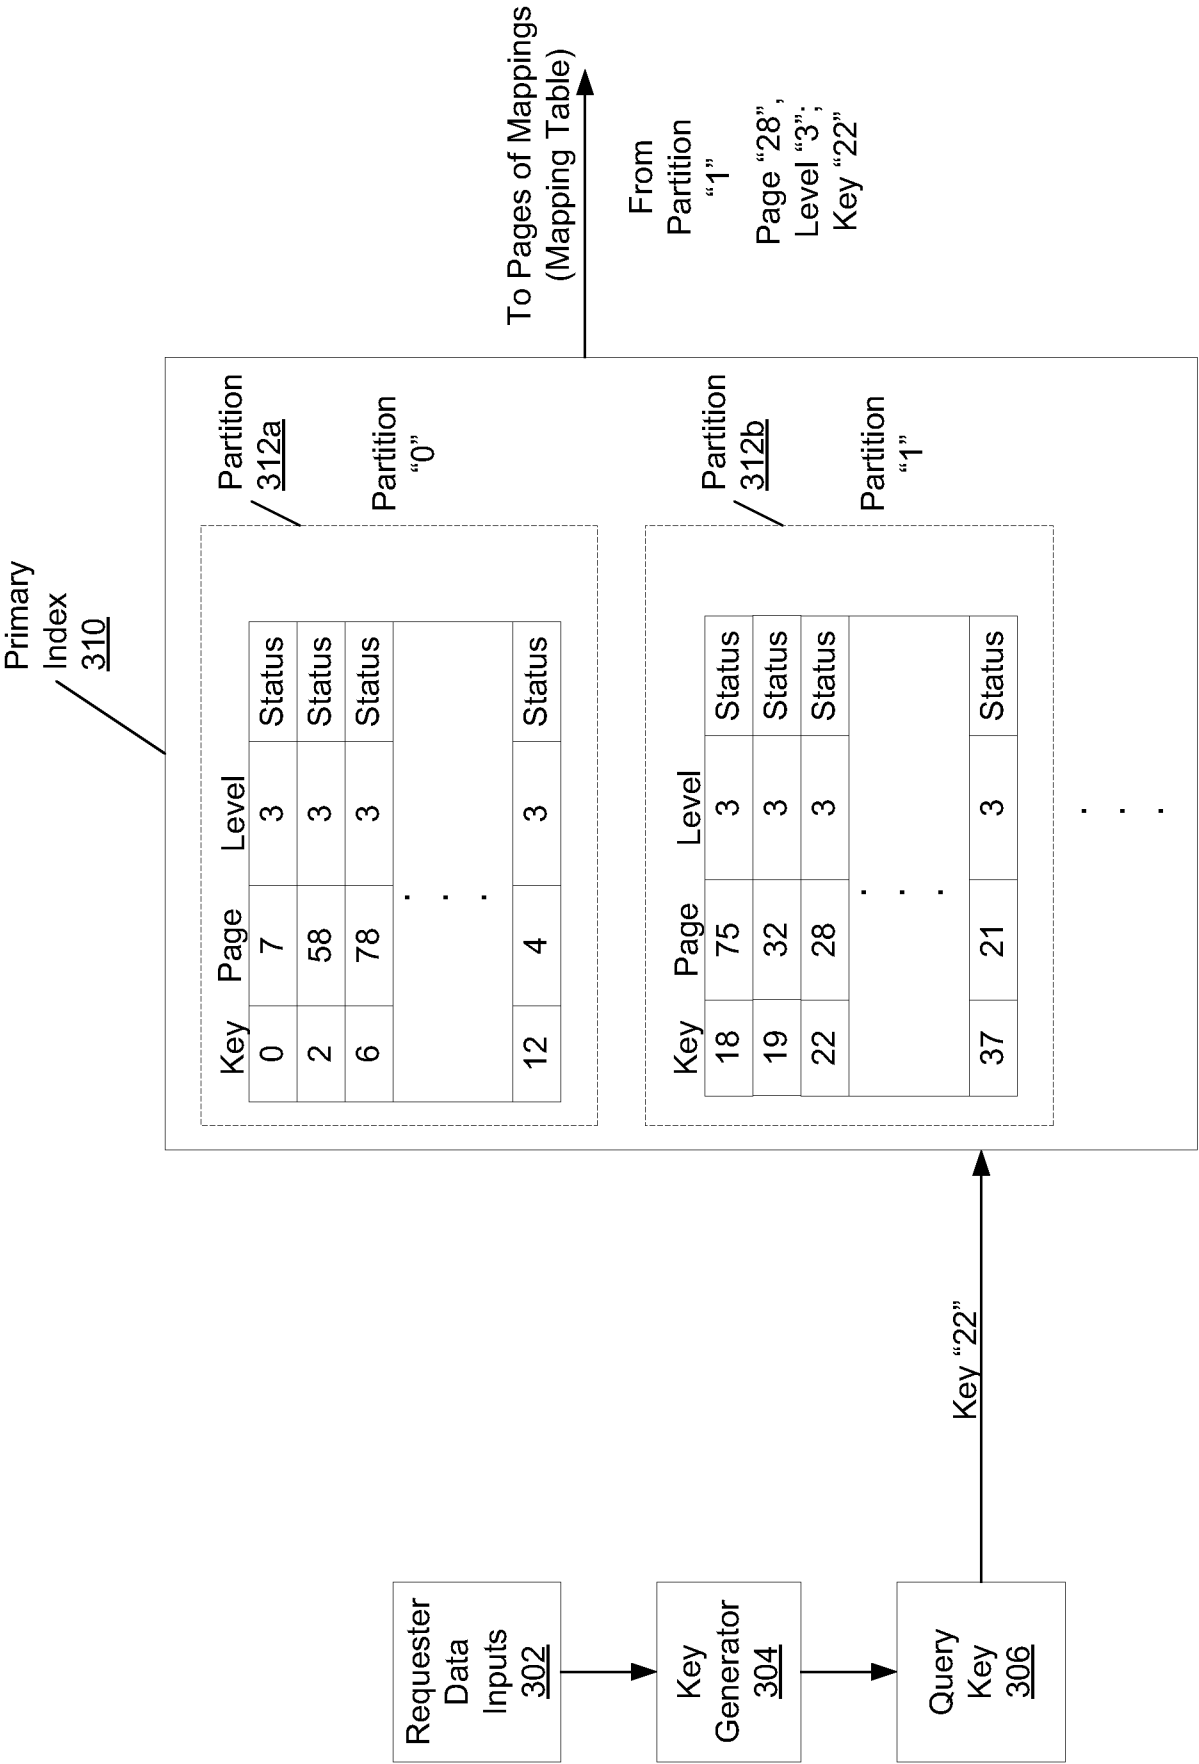 Primary
Index
310
Requester
Data
Inputs
302
Key
Generator
304
Query
Key
306
Key “22”
Key Page Level
0 7 3 Status
2 58 3 Status
6 78 3 Status
. . .
12 4 3 Status
Partition
312a
Partition
“0”
Key Page Level
18 75 3 Status
19 32 3 Status
22 28 3 Status
. . .
37 21 3 Status
Partition
312b
Partition
“1”
. . .
To Pages of Mappings
(Mapping Table)
From
Partition
“1”
Page “28”,
Level “3”;
Key “22”